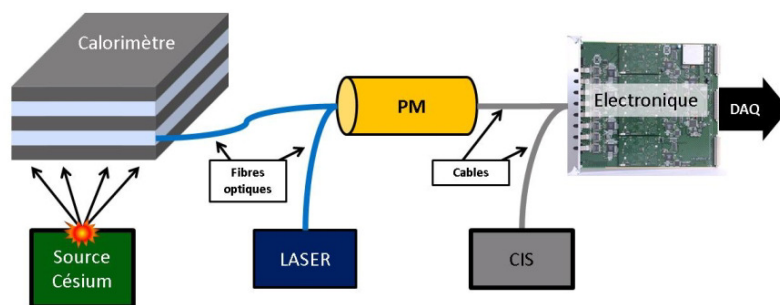 Calorimètre
PM
Electronique
DAQ
Fibres
optiques
Cables
Source
Césium
LASER
CIS